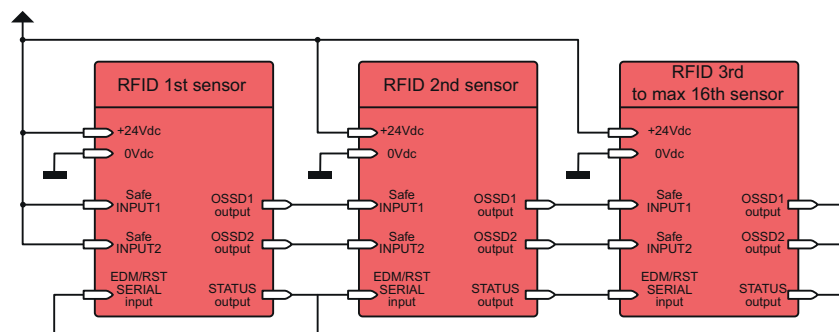 RFID 1st sensor
+24Vdc
0Vdc
Safe
INPUT1
OSSD1
output
Safe
INPUT2
OSSD2
output
EDM/RST
SERIAL
input
STATUS
output
RFID 2nd sensor
+24Vdc
0Vdc
Safe
INPUT1
OSSD1
output
Safe
INPUT2
OSSD2
output
EDM/RST
SERIAL
input
STATUS
output
RFID 3rd
to max 16th sensor
+24Vdc
0Vdc
Safe
INPUT1
OSSD1
output
Safe
INPUT2
OSSD2
output
EDM/RST
SERIAL
input
STATUS
output